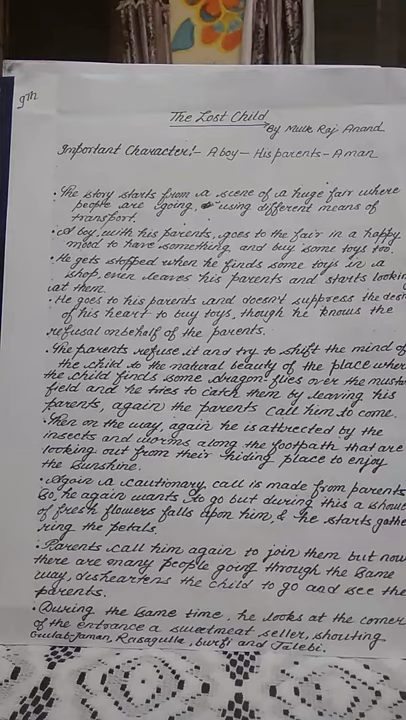 9th
The Lost Child
By Mulk Raj Anand
Important Character:- A boy - His parents - A man
• The story starts from a scene of a huge fair where
people are going, using different means of
transport.
• A boy, with his parents, goes to the fair in a happy
mood to have something, and buy some toys too.
• He gets stopped when he finds some toys in a
shop, even leaves his parents and starts lookin
at them.
• He goes to his parents and doesn't suppress the desi
of his heart to buy toys, though he knows the
refusal onbehalf of the parents.
• The parents refuse it and try to shift the mind of
the child to the natural beauty of the place wher
the child finds some dragon-flies over the musta
field and he tries to catch them by leaving his
parents, again the parents call him to come.
• Then on the way, again he is attrected by the
insects and worms along the footpath that are
looking out from their hiding place to enjoy
the sunshine.
• Again a cautionary call is made from parents
So, he again wants to go but during this a showe
of fresh flowers falls upon him, & he starts gathe
ring the petals.
• Parents call him again to join them but now
there are many people going through the same
way, disheartens the child to go and see the
parents.
• During the same time, he looks at the corner
of the entrance a sweetmeat seller, shouting
Gulab-Jaman, Rasagulla, burfi and Jalebi.